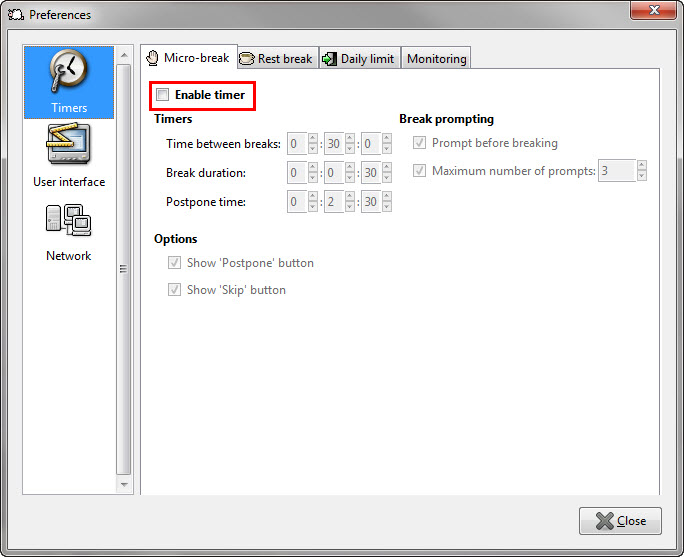 Preferences
Timers
User interface
Network
Micro-break Rest break Daily limit Monitoring
Enable timer
Timers
Time between breaks: 0 : 30 : 0
Break duration: 0 : 0 : 30
Postpone time: 0 : 2 : 30
Break prompting
Prompt before breaking
Maximum number of prompts: 3
Options
Show 'Postpone' button
Show 'Skip' button
Close